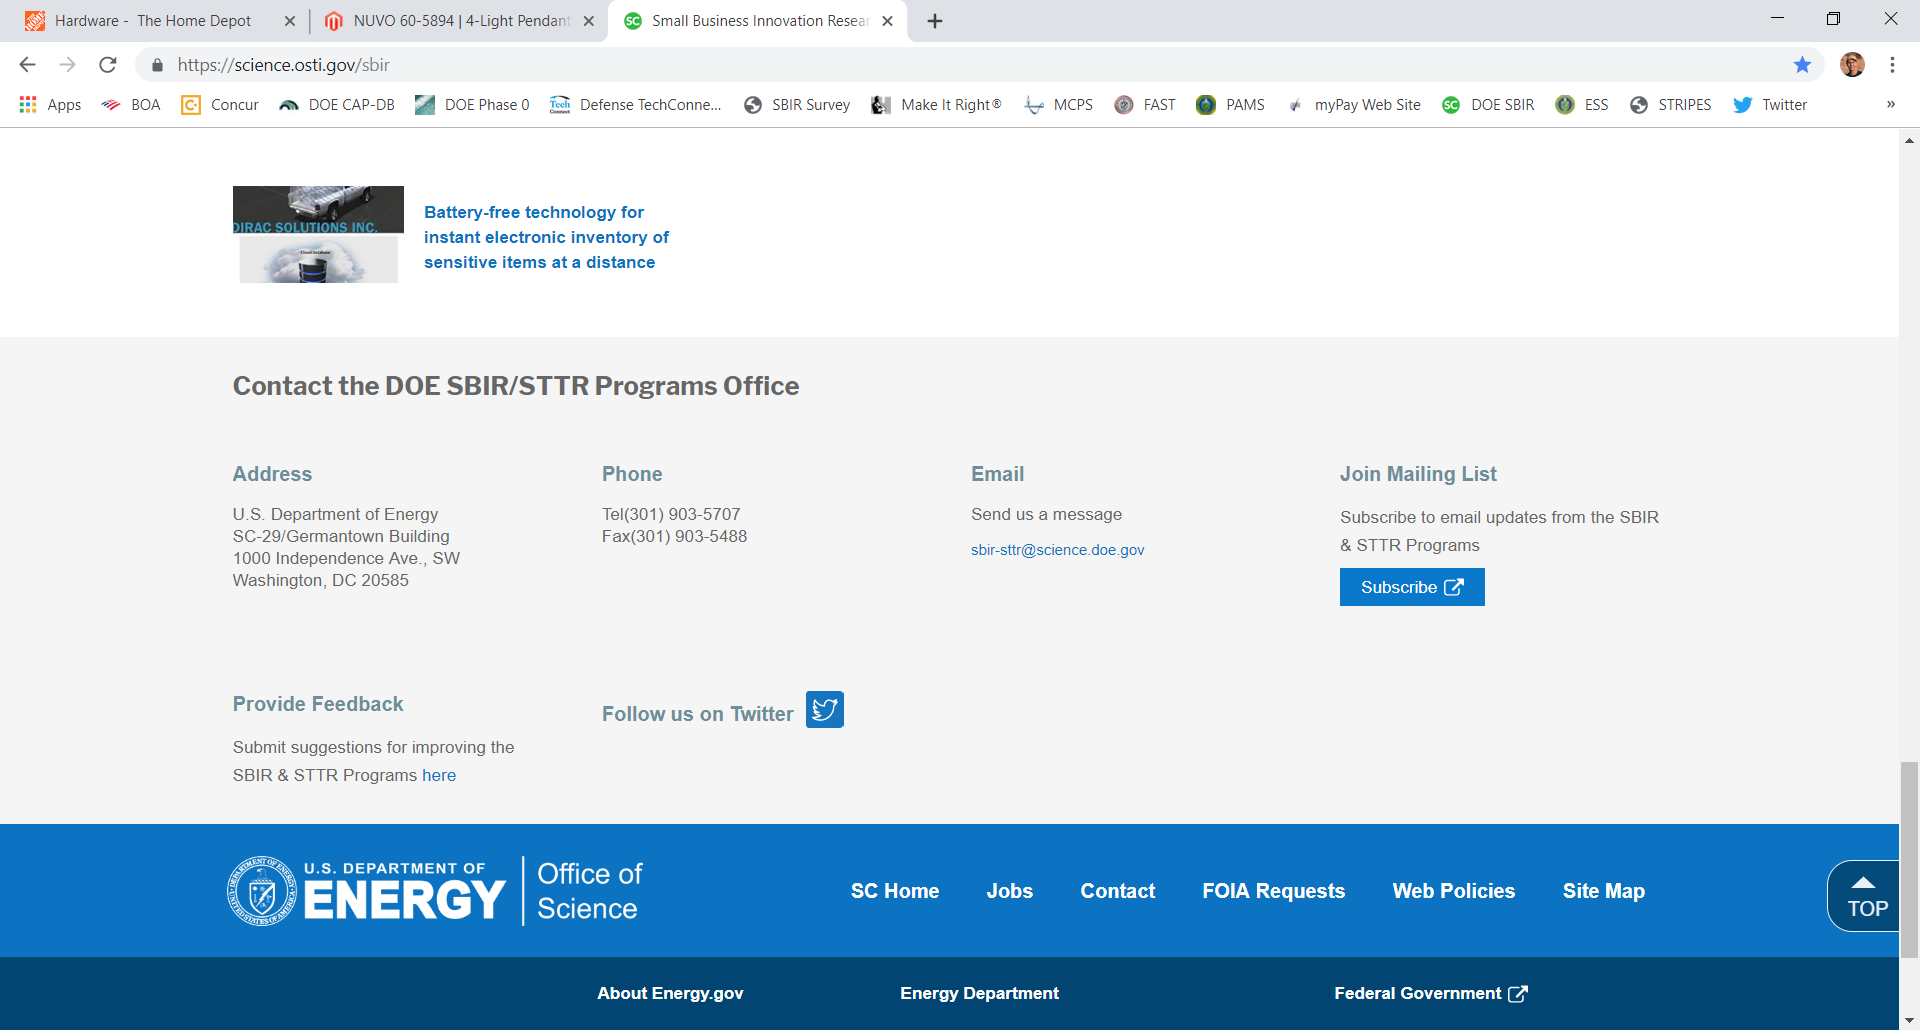 Hardware - The Home Depot
NUVO 60-5894 | 4-Light Pendant
Small Business Innovation Resear
https://science.osti.gov/sbir
Apps
BOA
Concur
DOE CAP-DB
DOE Phase 0
Tech Connect
Defense TechConne...
SBIR Survey
Make It Right®
MCPS
FAST
PAMS
myPay Web Site
SC
DOE SBIR
ESS
STRIPES
Twitter
»
DIRAC SOLUTIONS INC.
Cloud Database
Battery-free technology for
instant electronic inventory of
sensitive items at a distance
Contact the DOE SBIR/STTR Programs Office
Address
U.S. Department of Energy
SC-29/Germantown Building
1000 Independence Ave., SW
Washington, DC 20585
Phone
Tel(301) 903-5707
Fax(301) 903-5488
Email
Send us a message
sbir-sttr@science.doe.gov
Join Mailing List
Subscribe to email updates from the SBIR
& STTR Programs
Subscribe
Provide Feedback
Submit suggestions for improving the
SBIR & STTR Programs here
Follow us on Twitter
U.S. DEPARTMENT OF
ENERGY
Office of
Science
SC Home
Jobs
Contact
FOIA Requests
Web Policies
Site Map
TOP
About Energy.gov
Energy Department
Federal Government